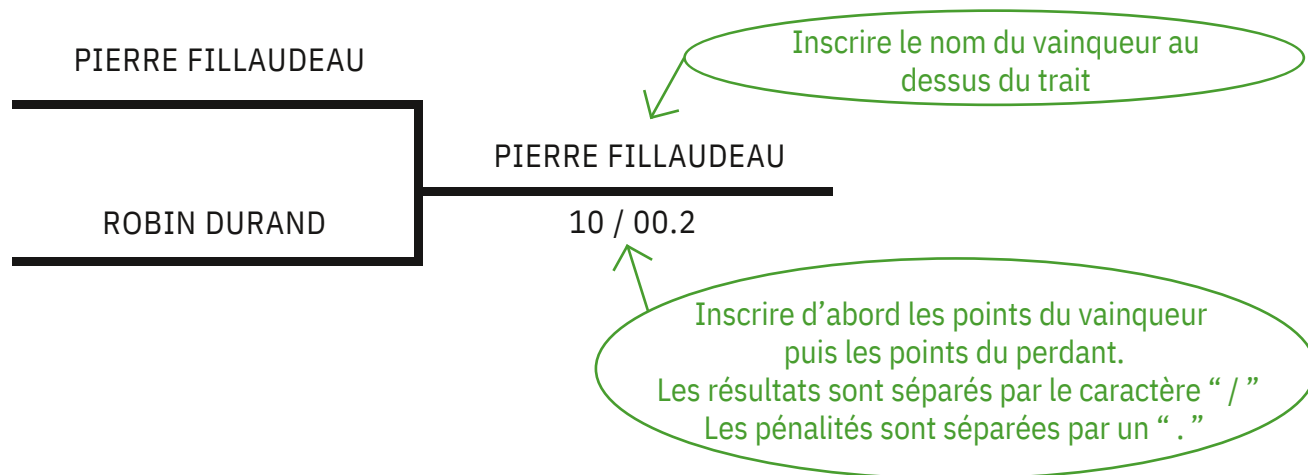 PIERRE FILLAUDEAU
Inscrire le nom du vainqueur au
dessus du trait
PIERRE FILLAUDEAU
ROBIN DURAND
10 / 00.2
Inscrire d’abord les points du vainqueur
puis les points du perdant.
Les résultats sont séparés par le caractère “ / ”
Les pénalités sont séparées par un “ . ”